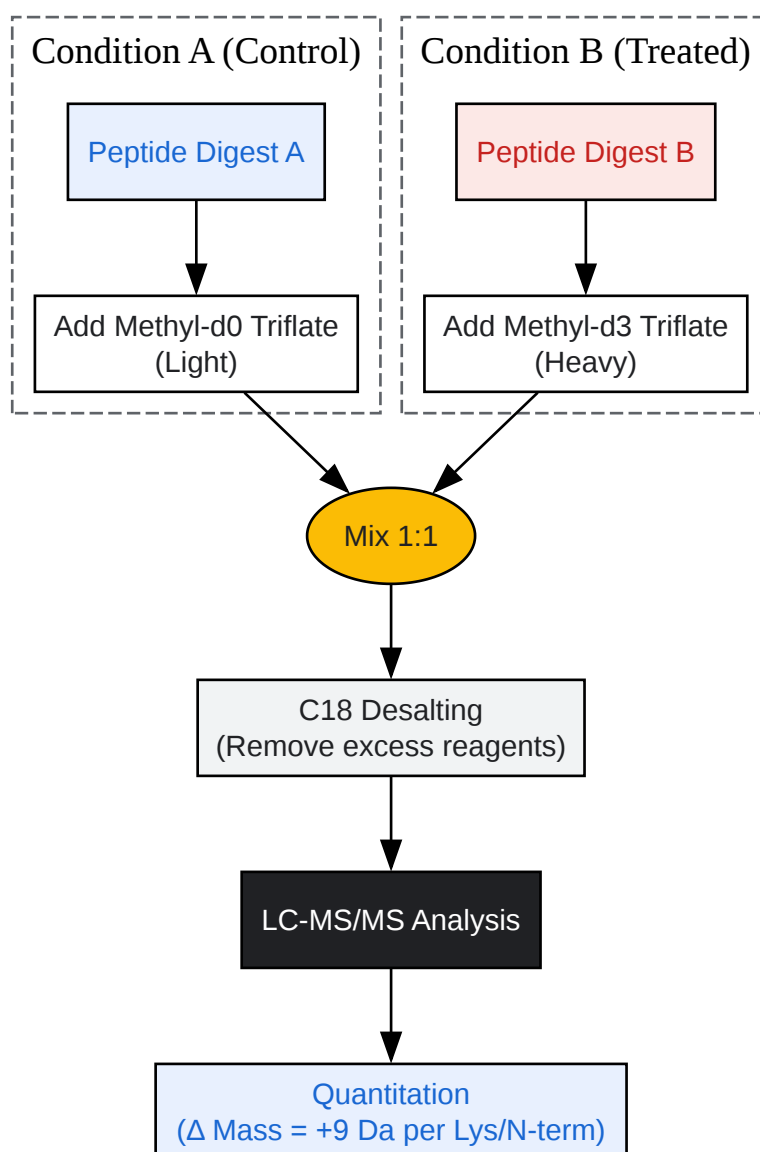 Condition A (Control)
Condition B (Treated)
Peptide Digest A
Peptide Digest B
Add Methyl-d0 Triflate
(Light)
Add Methyl-d3 Triflate
(Heavy)
Mix 1:1
C18 Desalting
(Remove excess reagents)
LC-MS/MS Analysis
Quantitation
(Δ Mass = +9 Da per Lys/N-term)